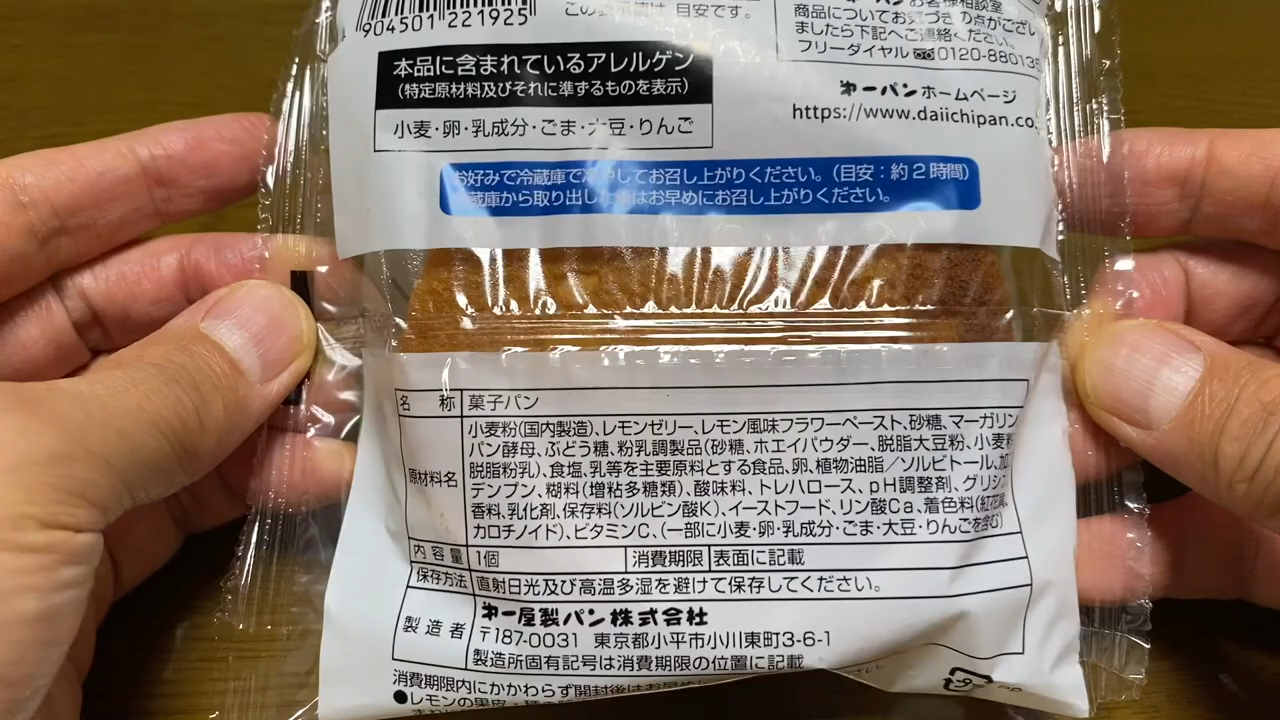 904501 221925
この表示値は、目安です。
お客様相談室
商品についてお気づきの点がござい
ましたら下記へご連絡ください。
フリーダイヤル 0120-88013
本品に含まれているアレルゲン
(特定原材料及びそれに準ずるものを表示)
小麦・卵・乳成分・ごま・大豆・りんご
第一パンホームページ
https://www.daiichipan.co.
お好みで冷蔵庫で冷やしてお召し上がりください。(目安:約2時間)
蔵庫から取り出した後はお早めにお召し上がりください。
名称 菓子パン
原材料名
小麦粉(国内製造)、レモンゼリー、レモン風味フラワーペースト、砂糖、マーガリン
パン酵母、ぶどう糖、粉乳調製品(砂糖、ホエイパウダー、脱脂大豆粉、小麦粉
脱脂粉乳)、食塩、乳等を主要原料とする食品、卵、植物油脂/ソルビトール、加
デンプン、糊料(増粘多糖類)、酸味料、トレハロース、pH調整剤、グリシン
香料、乳化剤、保存料(ソルビン酸K)、イーストフード、リン酸Ca、着色料(紅花黄
カロチノイド)、ビタミンC、(一部に小麦・卵・乳成分・ごま・大豆・りんごを含む)
内容量 1個 消費期限 表面に記載
保存方法 直射日光及び高温多湿を避けて保存してください。
製造者
第一屋製パン株式会社
〒187-0031 東京都小平市小川東町3-6-1
製造所固有記号は消費期限の位置に記載
消費期限内にかかわらず開封後はお早め
●レモンの果皮・種の